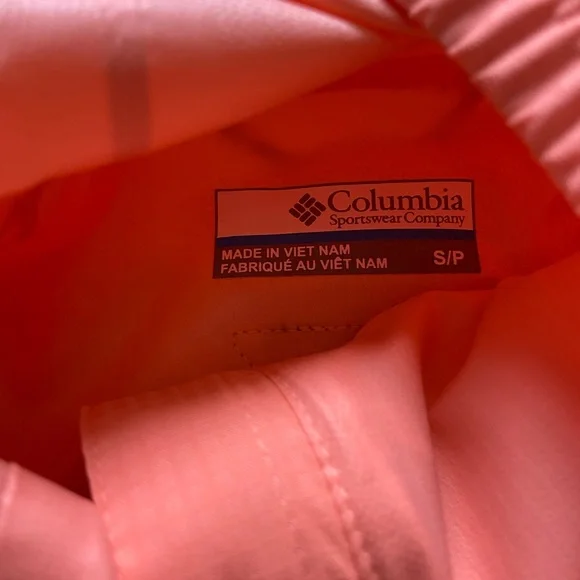 Columbia
Sportswear Company
MADE IN VIET NAM
FABRIQUÉ AU VIÊT NAM
S/P